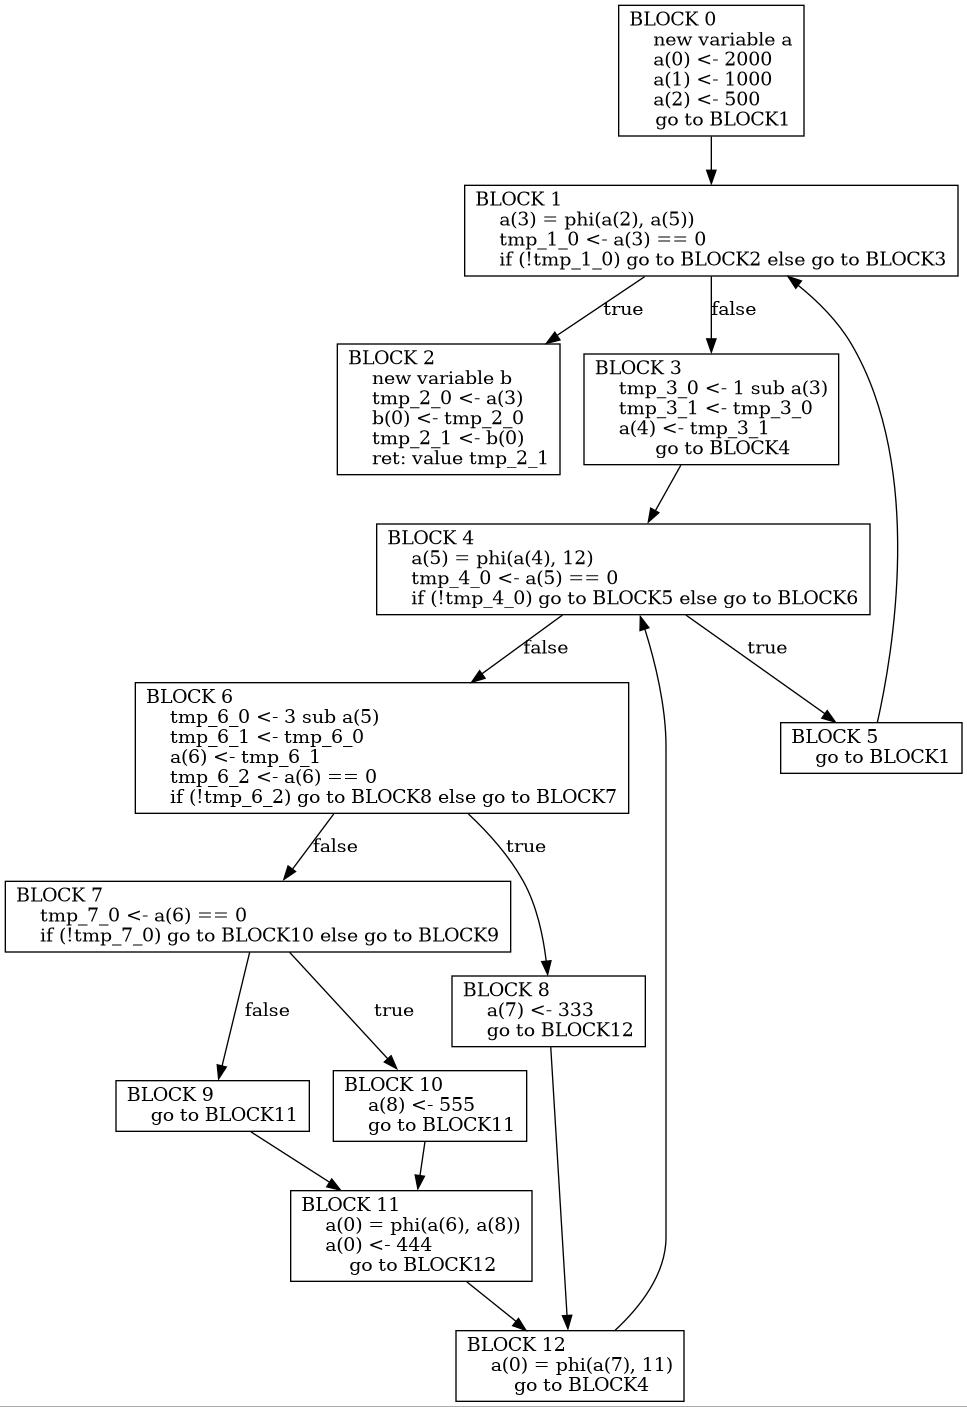 BLOCK 0
new variable a
a(0) <- 2000
a(1) <- 1000
a(2) <- 500
go to BLOCK1
BLOCK 1
a(3) = phi(a(2), a(5))
tmp_1_0 <- a(3) == 0
if (!tmp_1_0) go to BLOCK2 else go to BLOCK3
true
false
BLOCK 2
new variable b
tmp_2_0 <- a(3)
b(0) <- tmp_2_0
tmp_2_1 <- b(0)
ret: value tmp_2_1
BLOCK 3
tmp_3_0 <- 1 sub a(3)
tmp_3_1 <- tmp_3_0
a(4) <- tmp_3_1
go to BLOCK4
BLOCK 4
a(5) = phi(a(4), 12)
tmp_4_0 <- a(5) == 0
if (!tmp_4_0) go to BLOCK5 else go to BLOCK6
false
true
BLOCK 6
tmp_6_0 <- 3 sub a(5)
tmp_6_1 <- tmp_6_0
a(6) <- tmp_6_1
tmp_6_2 <- a(6) == 0
if (!tmp_6_2) go to BLOCK8 else go to BLOCK7
BLOCK 5
go to BLOCK1
false
true
BLOCK 7
tmp_7_0 <- a(6) == 0
if (!tmp_7_0) go to BLOCK10 else go to BLOCK9
false
true
BLOCK 8
a(7) <- 333
go to BLOCK12
BLOCK 9
go to BLOCK11
BLOCK 10
a(8) <- 555
go to BLOCK11
BLOCK 11
a(0) = phi(a(6), a(8))
a(0) <- 444
go to BLOCK12
BLOCK 12
a(0) = phi(a(7), 11)
go to BLOCK4